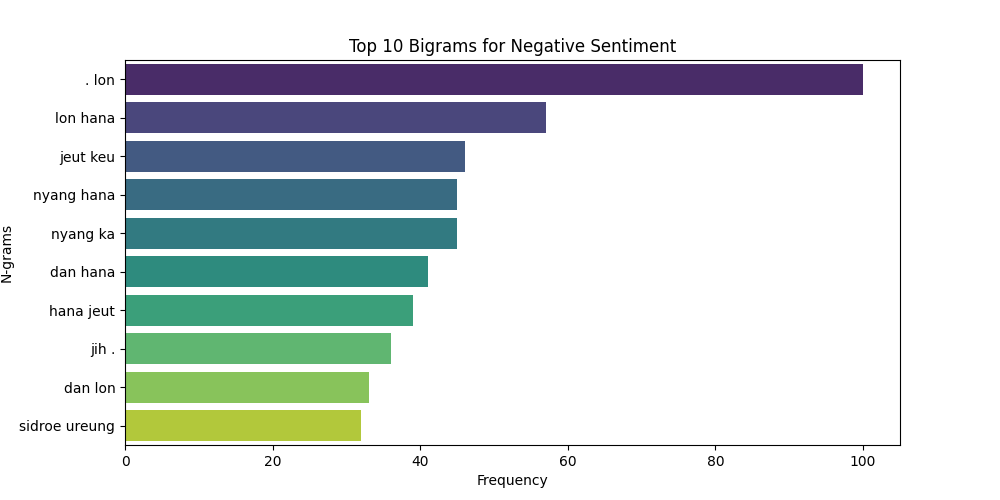 Top 10 Bigrams for Negative Sentiment
N-grams
. lon
lon hana
jeut keu
nyang hana
nyang ka
dan hana
hana jeut
jih .
dan lon
sidroe ureung
0 20 40 60 80 100
Frequency